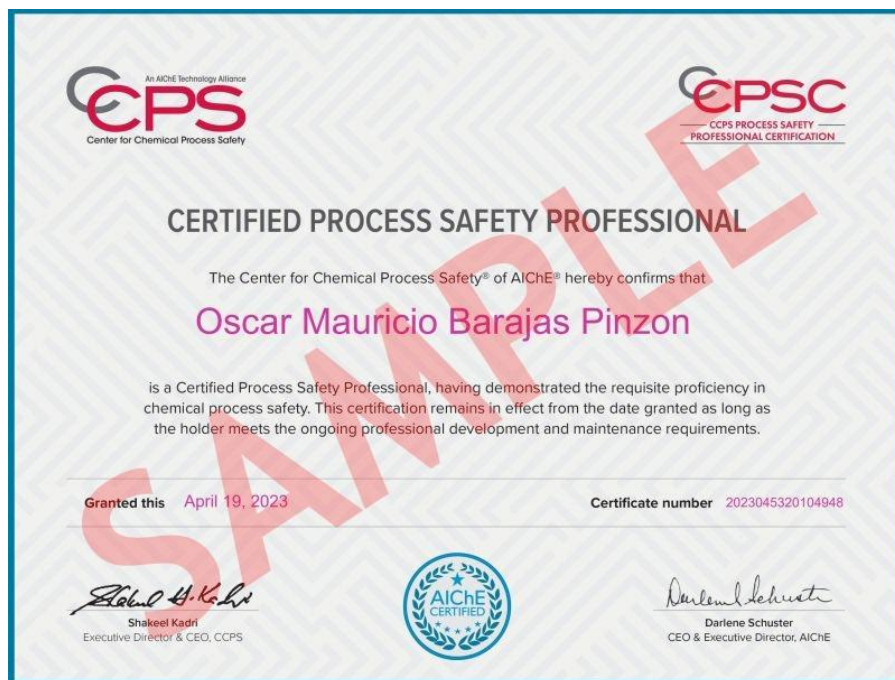 An AIChE Technology Alliance
CCPS
Center for Chemical Process Safety
CCPSC
CCPS PROCESS SAFETY
PROFESSIONAL CERTIFICATION
CERTIFIED PROCESS SAFETY PROFESSIONAL
The Center for Chemical Process Safety® of AIChE® hereby confirms that
Oscar Mauricio Barajas Pinzon
is a Certified Process Safety Professional, having demonstrated the requisite proficiency in
chemical process safety. This certification remains in effect from the date granted as long as
the holder meets the ongoing professional development and maintenance requirements.
SAMPLE
Granted this April 19, 2023
Certificate number 2023045320104948
Shakeel H. Kadri
Shakeel Kadri
Executive Director & CEO, CCPS
AIChE
CERTIFIED
Darlene Schuster
Darlene Schuster
CEO & Executive Director, AIChE